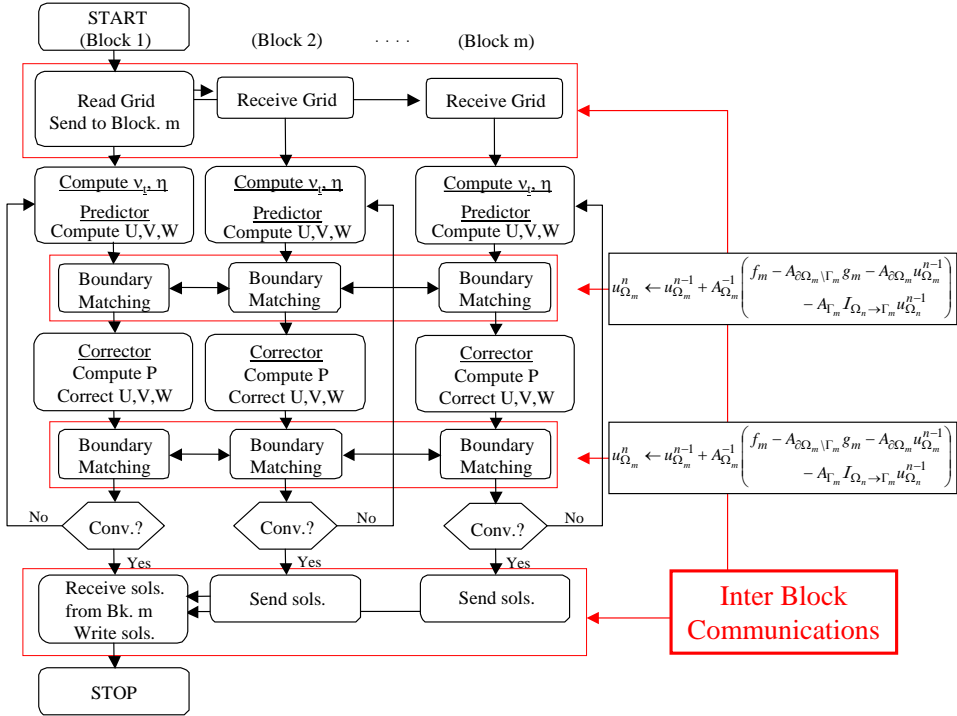 START
(Block 1)
(Block 2)
· · · ·
(Block m)
Read Grid
Send to Block. m
Receive Grid
Receive Grid
Compute ν_t, η
Predictor
Compute U,V,W
Compute ν_t, η
Predictor
Compute U,V,W
Compute ν_t, η
Predictor
Compute U,V,W
Boundary
Matching
Boundary
Matching
Boundary
Matching
u^n_{Ω_m} ← u^{n-1}_{Ω_m} + A^{-1}_{Ω_m} ( f_m − A_{∂Ω_m\Γ_m} g_m − A_{∂Ω_m} u^{n-1}_{Ω_m}
− A_{Γ_m} I_{Ω_n→Γ_m} u^{n-1}_{Ω_n} )
Corrector
Compute P
Correct U,V,W
Corrector
Compute P
Correct U,V,W
Corrector
Compute P
Correct U,V,W
Boundary
Matching
Boundary
Matching
Boundary
Matching
u^n_{Ω_m} ← u^{n-1}_{Ω_m} + A^{-1}_{Ω_m} ( f_m − A_{∂Ω_m\Γ_m} g_m − A_{∂Ω_m} u^{n-1}_{Ω_m}
− A_{Γ_m} I_{Ω_n→Γ_m} u^{n-1}_{Ω_n} )
No
Conv.?
Conv.?
No
Conv.?
No
Yes
Yes
Yes
Receive sols.
from Bk. m
Write sols.
Send sols.
Send sols.
Inter Block
Communications
STOP